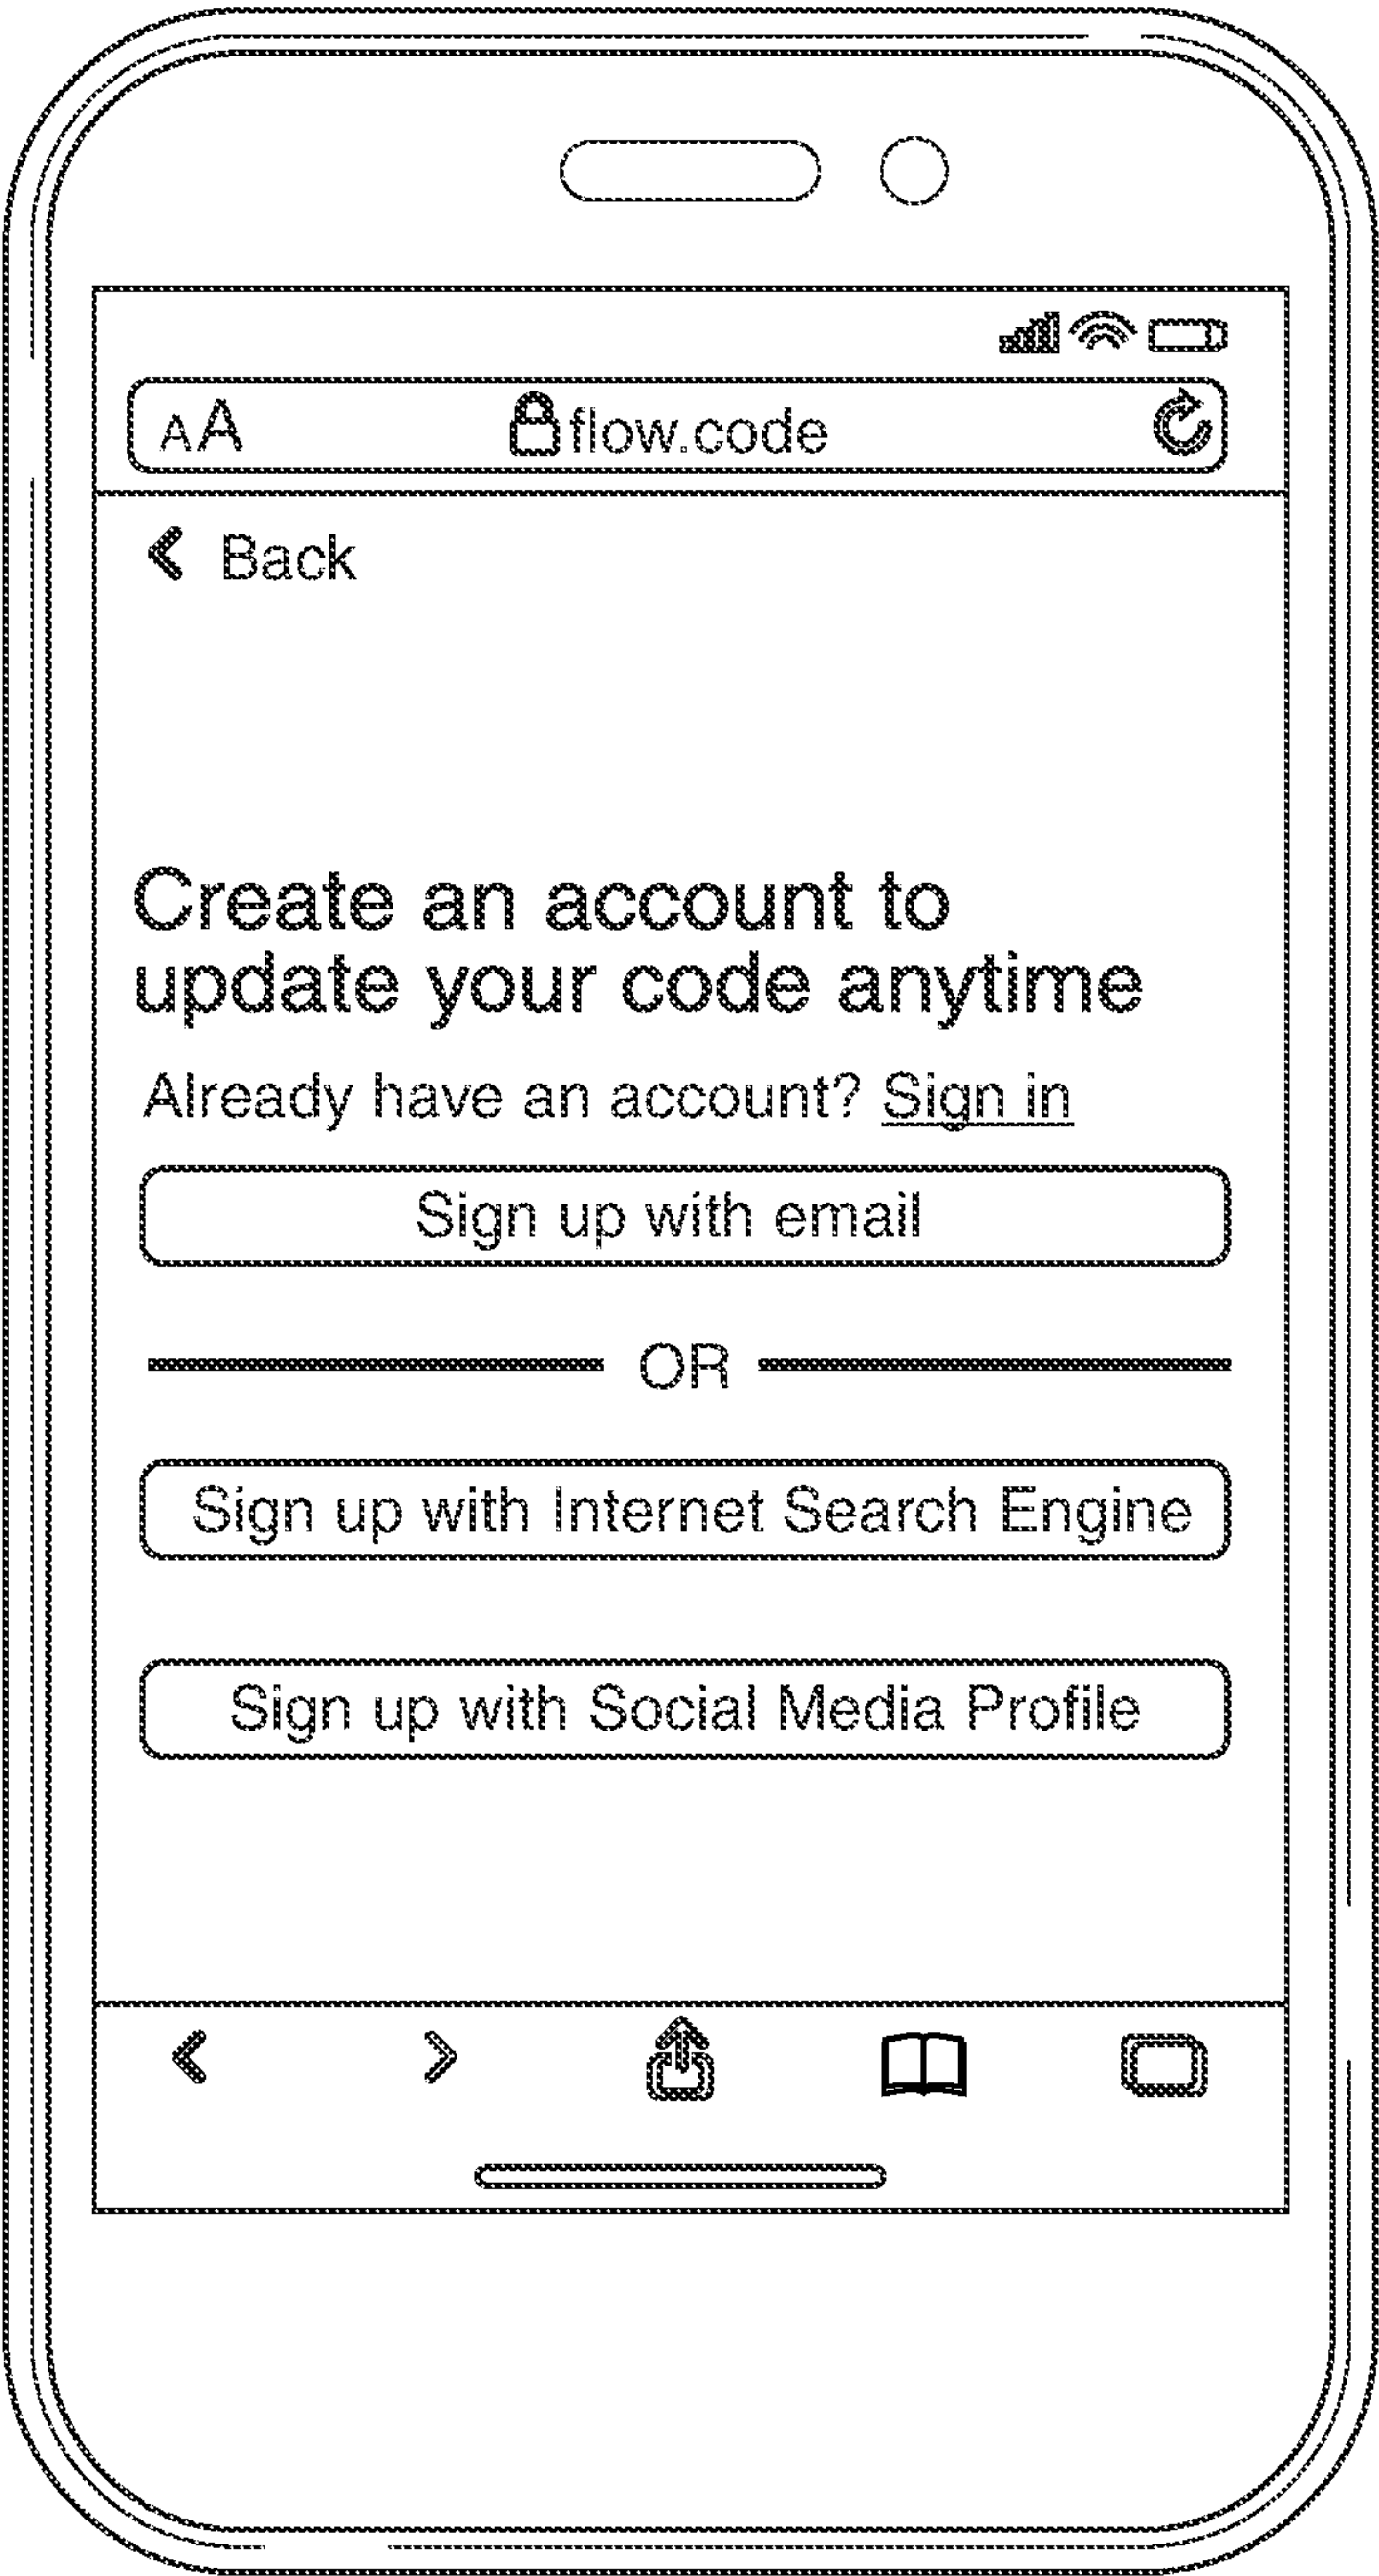 AA flow.code
Back
Create an account to
update your code anytime
Already have an account? Sign in
Sign up with email
OR
Sign up with Internet Search Engine
Sign up with Social Media Profile